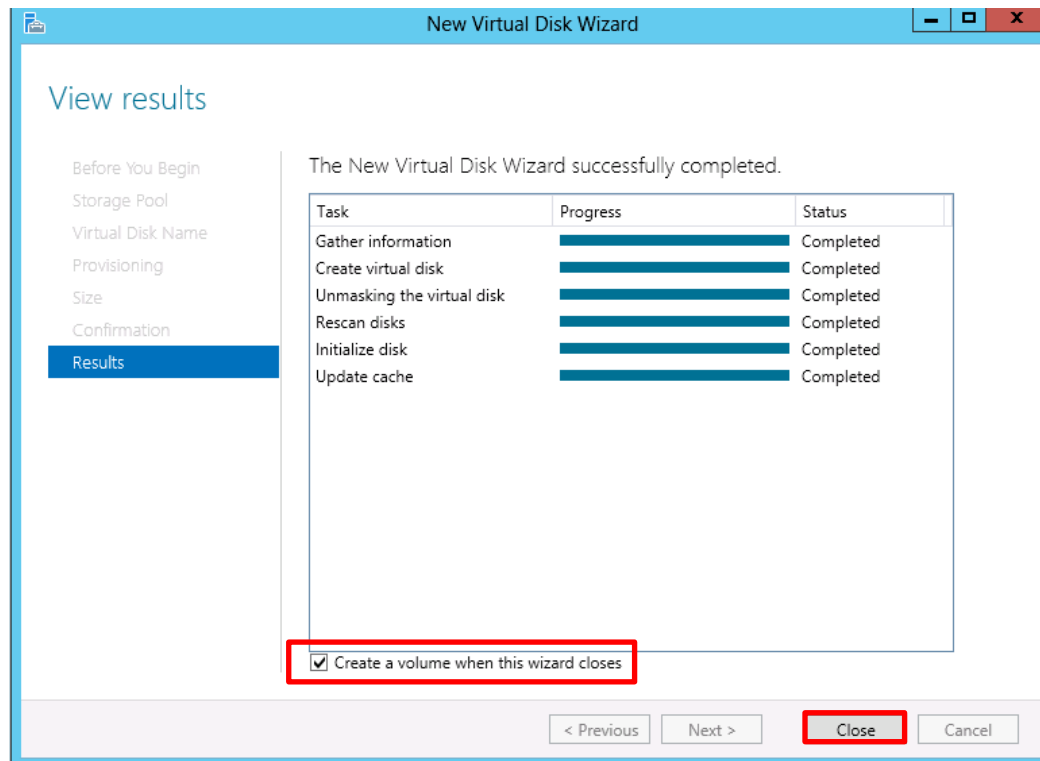 New Virtual Disk Wizard
View results
Before You Begin
Storage Pool
Virtual Disk Name
Provisioning
Size
Confirmation
Results
The New Virtual Disk Wizard successfully completed.
Task Progress Status
Gather information Completed
Create virtual disk Completed
Unmasking the virtual disk Completed
Rescan disks Completed
Initialize disk Completed
Update cache Completed
Create a volume when this wizard closes
< Previous Next > Close Cancel